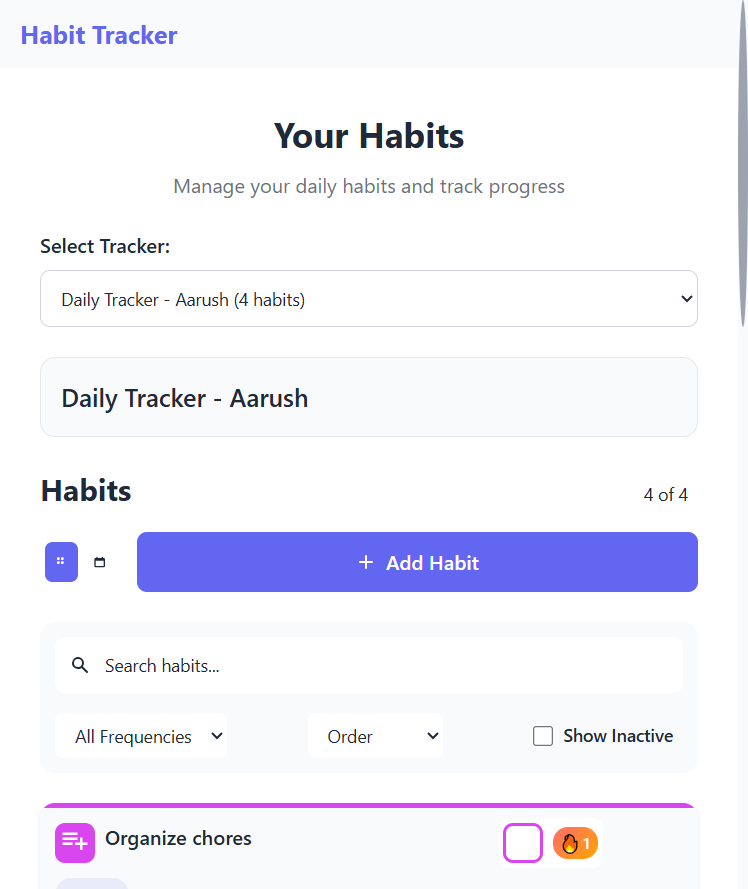 Habit Tracker
Your Habits
Manage your daily habits and track progress
Select Tracker:
Daily Tracker - Aarush (4 habits)
Daily Tracker - Aarush
Habits
4 of 4
+ Add Habit
Search habits...
All Frequencies
Order
Show Inactive
Organize chores
1